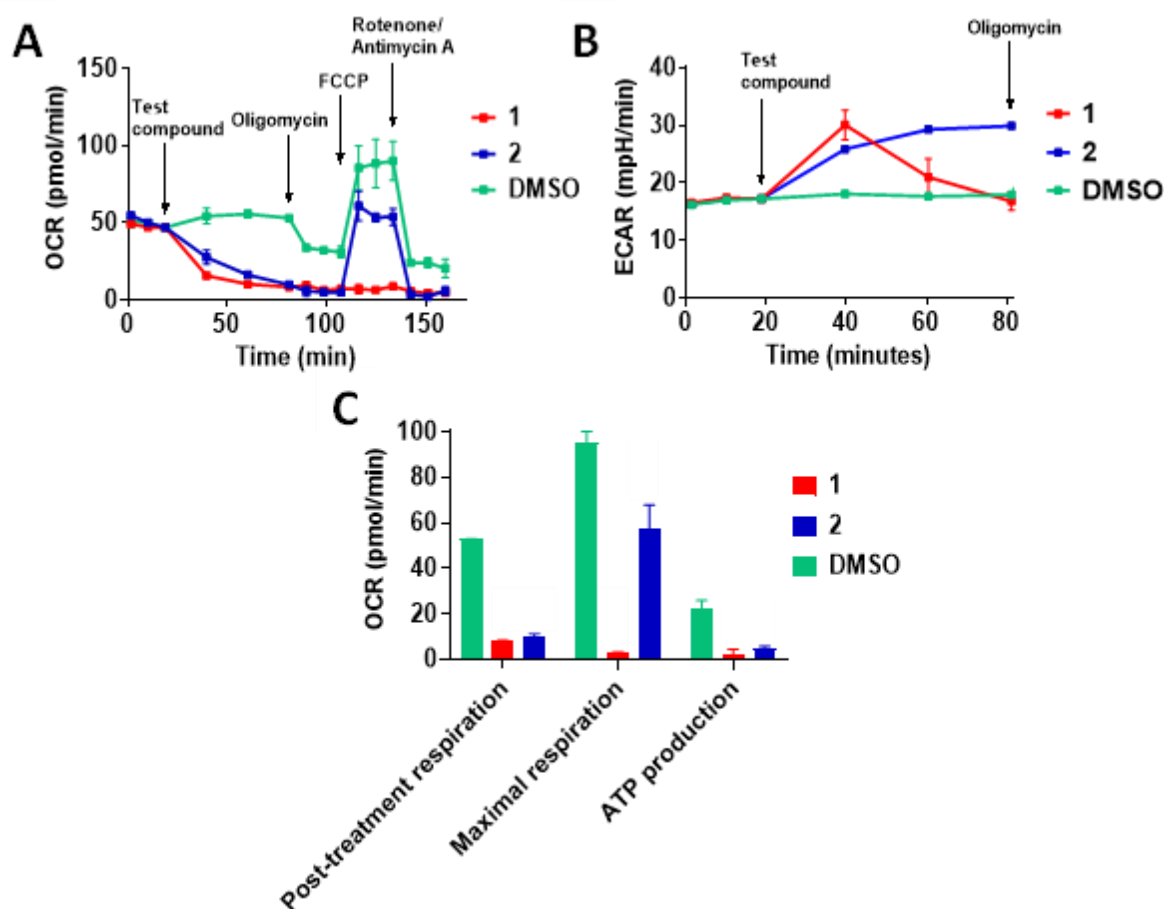 A
Rotenone/
Antimycin A
FCCP
Test
compound
Oligomycin
1
2
DMSO
150
100
50
0
OCR (pmol/min)
0
50
100
150
Time (min)
B
Oligomycin
Test
compound
1
2
DMSO
40
30
20
10
0
ECAR (mpH/min)
0
20
40
60
80
Time (minutes)
C
100
80
60
40
20
0
OCR (pmol/min)
1
2
DMSO
Post-treatment respiration
Maximal respiration
ATP production